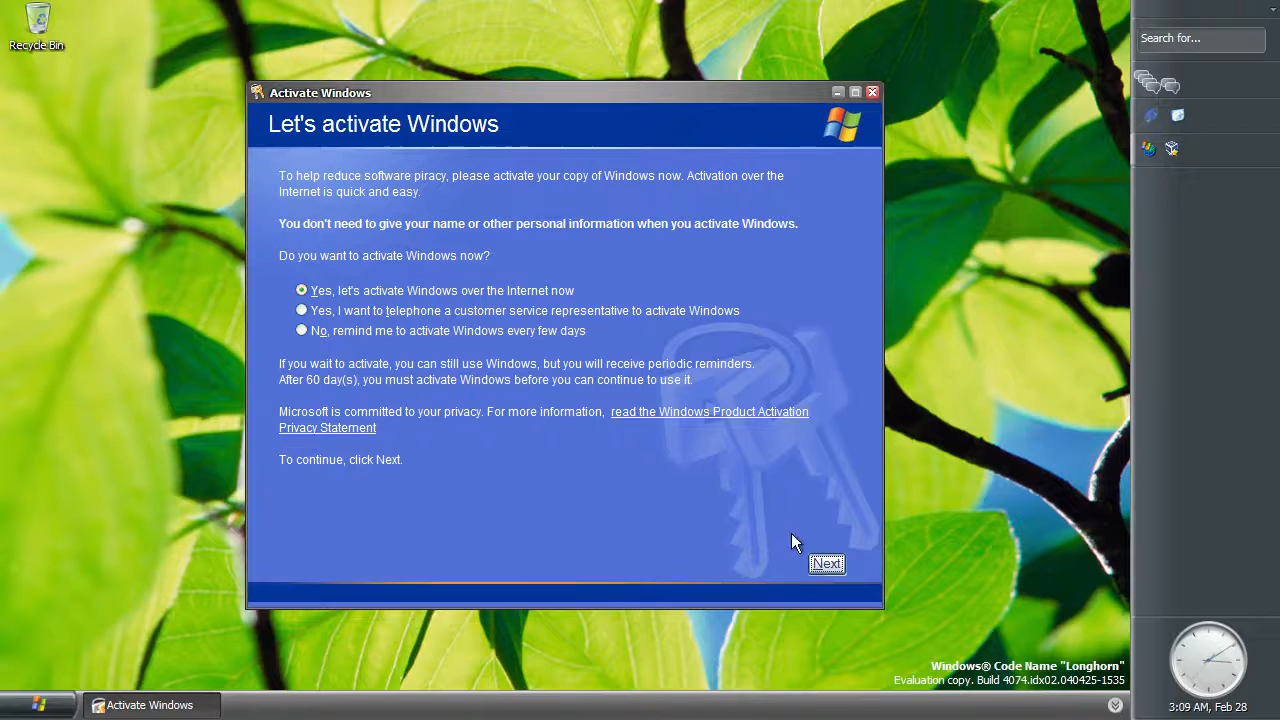 Recycle Bin
Activate Windows
Let's activate Windows
To help reduce software piracy, please activate your copy of Windows now. Activation over the
Internet is quick and easy.
You don't need to give your name or other personal information when you activate Windows.
Do you want to activate Windows now?
Yes, let's activate Windows over the Internet now
Yes, I want to telephone a customer service representative to activate Windows
No, remind me to activate Windows every few days
If you wait to activate, you can still use Windows, but you will receive periodic reminders.
After 60 day(s), you must activate Windows before you can continue to use it.
Microsoft is committed to your privacy. For more information, read the Windows Product Activation
Privacy Statement
To continue, click Next.
Next
Search for...
Windows® Code Name "Longhorn"
Evaluation copy. Build 4074.idx02.040425-1535
Activate Windows
3:09 AM, Feb 28